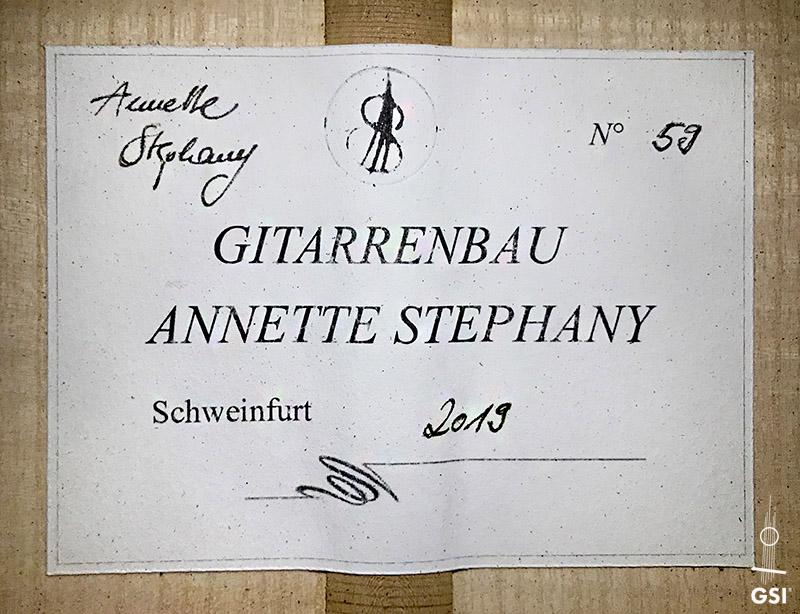 Annette
Stephany
N° 59
GITARRENBAU
ANNETTE STEPHANY
Schweinfurt 2019
GSI